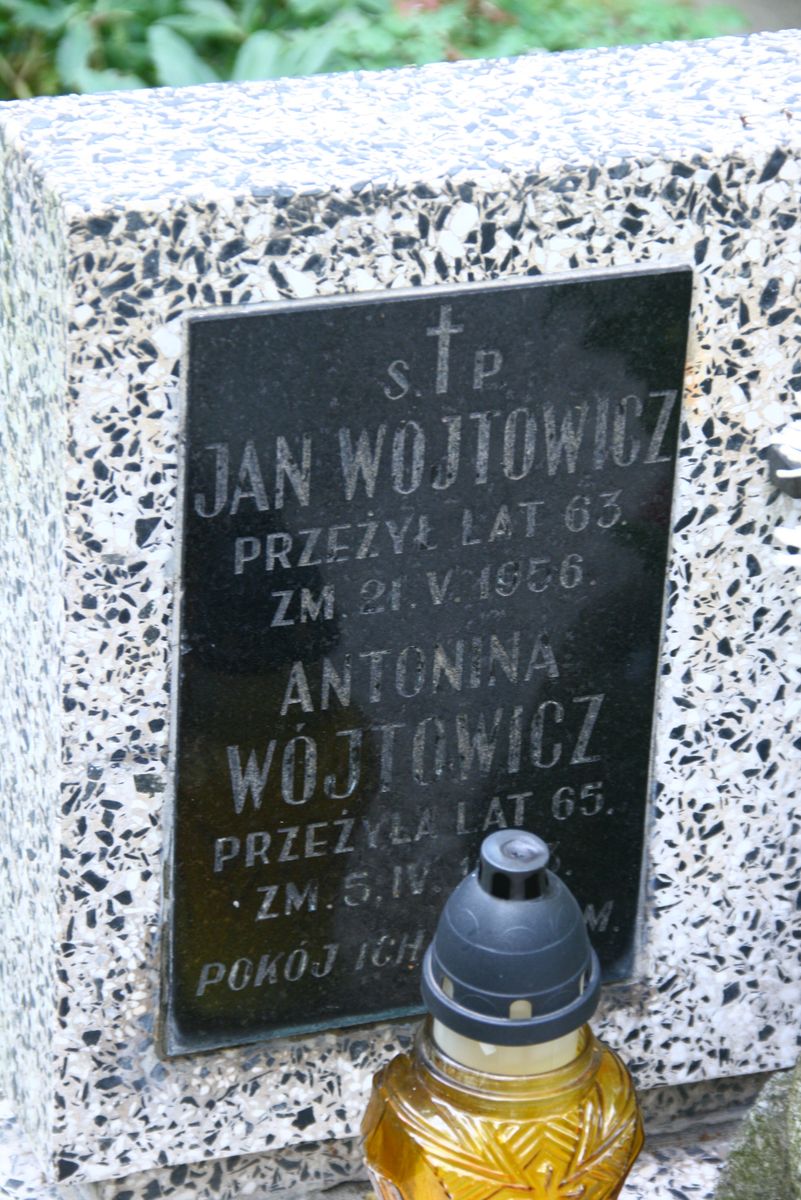 Ś. P
JAN WOJTOWICZ
PRZEŻYŁ LAT 63.
ZM. 21. V. 1956.
ANTONINA
WÓJTOWICZ
PRZEŻYŁA LAT 65.
ZM. 5. IV.
POKÓJ ICH